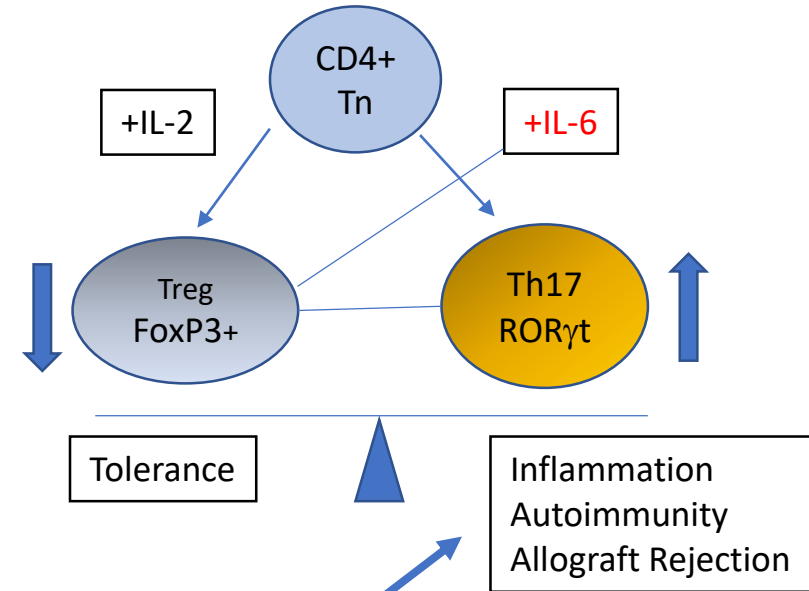 CD4+
Tn
+IL-2
+IL-6
Treg
FoxP3+
Th17
RORγt
Tolerance
Inflammation
Autoimmunity
Allograft Rejection